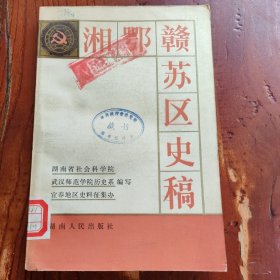 湘鄂赣苏区史稿
湖南省社会科学院
武汉师范学院历史系 编写
宜春地区史料征集办
湖南人民出版社